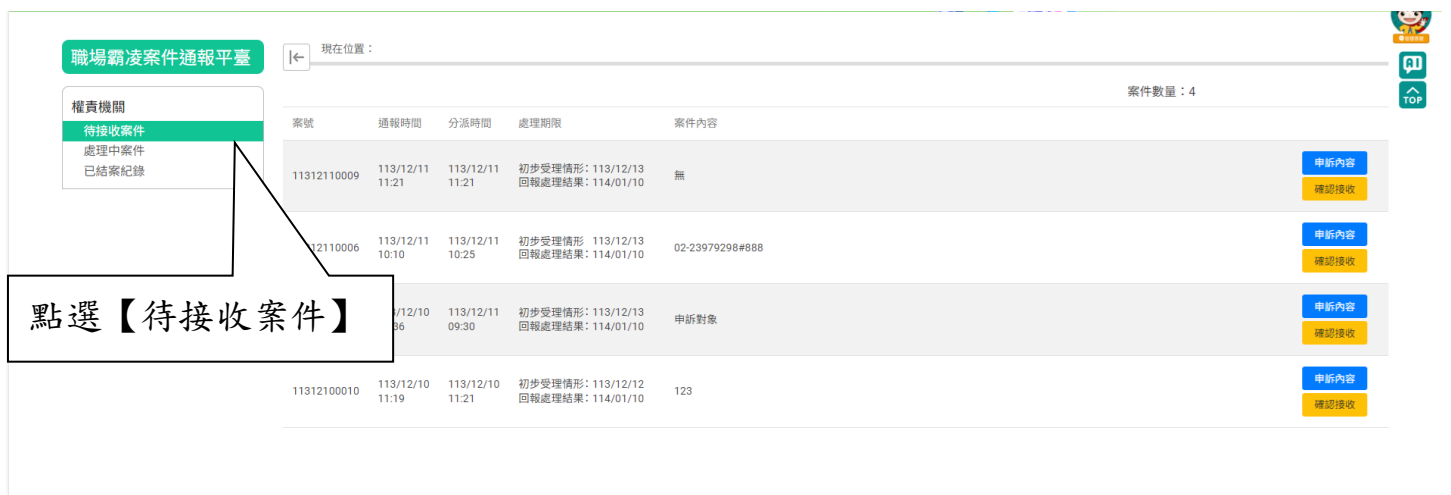 職場霸凌案件通報平臺
現在位置：
案件數量：4
權責機關
待接收案件
處理中案件
已結案紀錄
TOP
案號 通報時間 分派時間 處理期限 案件內容
11312110009 113/12/11 11:21 113/12/11 11:21 初步受理情形：113/12/13 無 申訴內容
回報處理結果：114/01/10 確認接收
2110006 113/12/11 10:10 113/12/11 10:25 初步受理情形 113/12/13 02-23979298#888 申訴內容
回報處理結果：114/01/10 確認接收
點選【待接收案件】
/12/10 36 113/12/11 09:30 初步受理情形：113/12/13 申訴對象 申訴內容
回報處理結果：114/01/10 確認接收
11312100010 113/12/10 11:19 113/12/10 11:21 初步受理情形：113/12/12 123 申訴內容
回報處理結果：114/01/10 確認接收